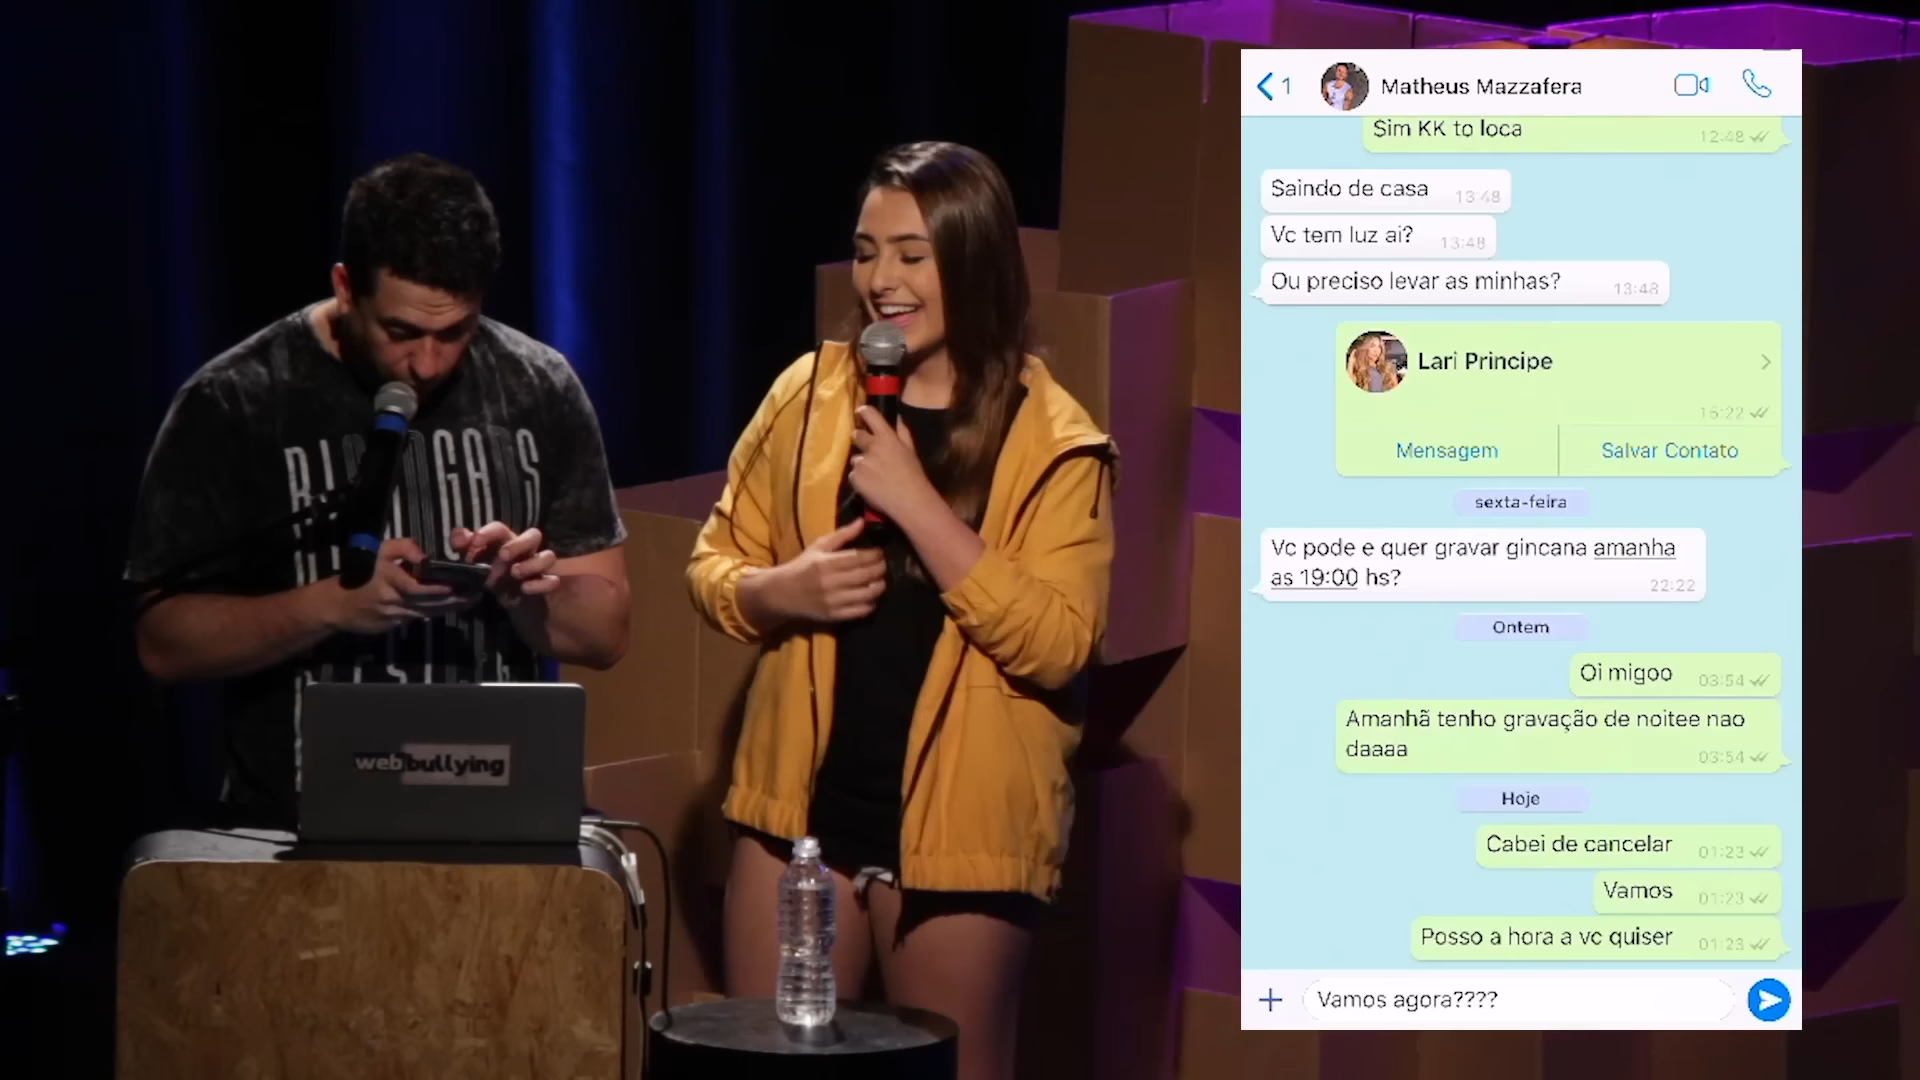 1
Matheus Mazzafera
Sim KK to loca
12:48
Saindo de casa
13:48
Vc tem luz ai?
13:48
Ou preciso levar as minhas?
13:48
Lari Principe
16:22
Mensagem
Salvar Contato
sexta-feira
Vc pode e quer gravar gincana amanha
as 19:00 hs?
22:22
Ontem
Oi migoo
03:54
Amanhã tenho gravação de noitee nao
daaaa
03:54
Hoje
Cabei de cancelar
01:23
Vamos
01:23
Posso a hora a vc quiser
01:23
Vamos agora????
webbullying